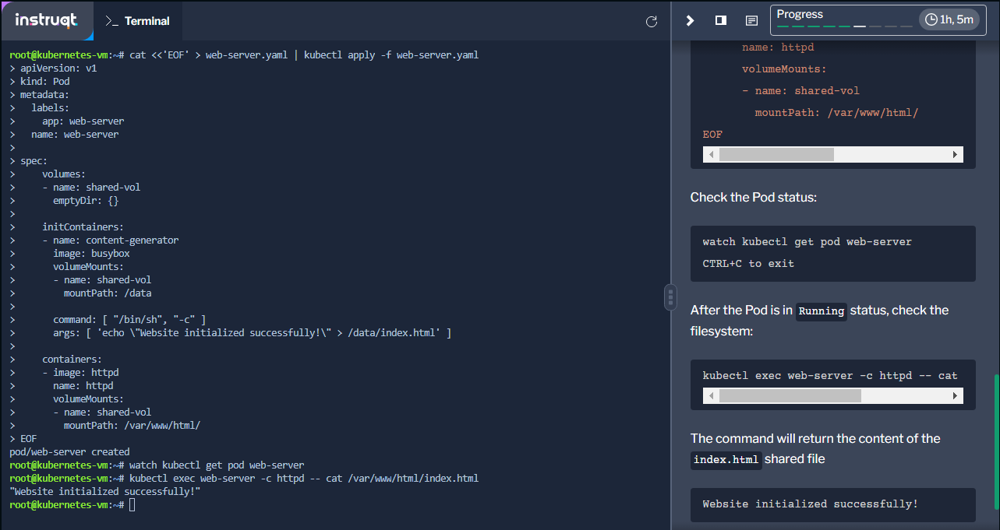 instruqt
>_ Terminal
Progress
1h, 5m
root@kubernetes-vm:~# cat <<'EOF' > web-server.yaml | kubectl apply -f web-server.yaml
> apiVersion: v1
> kind: Pod
> metadata:
>   labels:
>     app: web-server
>   name: web-server
>
> spec:
>     volumes:
>     - name: shared-vol
>       emptyDir: {}
>
>     initContainers:
>     - name: content-generator
>       image: busybox
>       volumeMounts:
>       - name: shared-vol
>         mountPath: /data
>
>       command: [ "/bin/sh", "-c" ]
>       args: [ 'echo \"Website initialized successfully!\" > /data/index.html' ]
>
>     containers:
>     - image: httpd
>       name: httpd
>       volumeMounts:
>       - name: shared-vol
>         mountPath: /var/www/html/
> EOF
pod/web-server created
root@kubernetes-vm:~# watch kubectl get pod web-server
root@kubernetes-vm:~# kubectl exec web-server -c httpd -- cat /var/www/html/index.html
"Website initialized successfully!"
root@kubernetes-vm:~#
name: httpd
volumeMounts:
- name: shared-vol
mountPath: /var/www/html/
EOF
Check the Pod status:
watch kubectl get pod web-server
CTRL+C to exit
After the Pod is in Running status, check the
filesystem:
kubectl exec web-server -c httpd -- cat
The command will return the content of the
index.html shared file
Website initialized successfully!